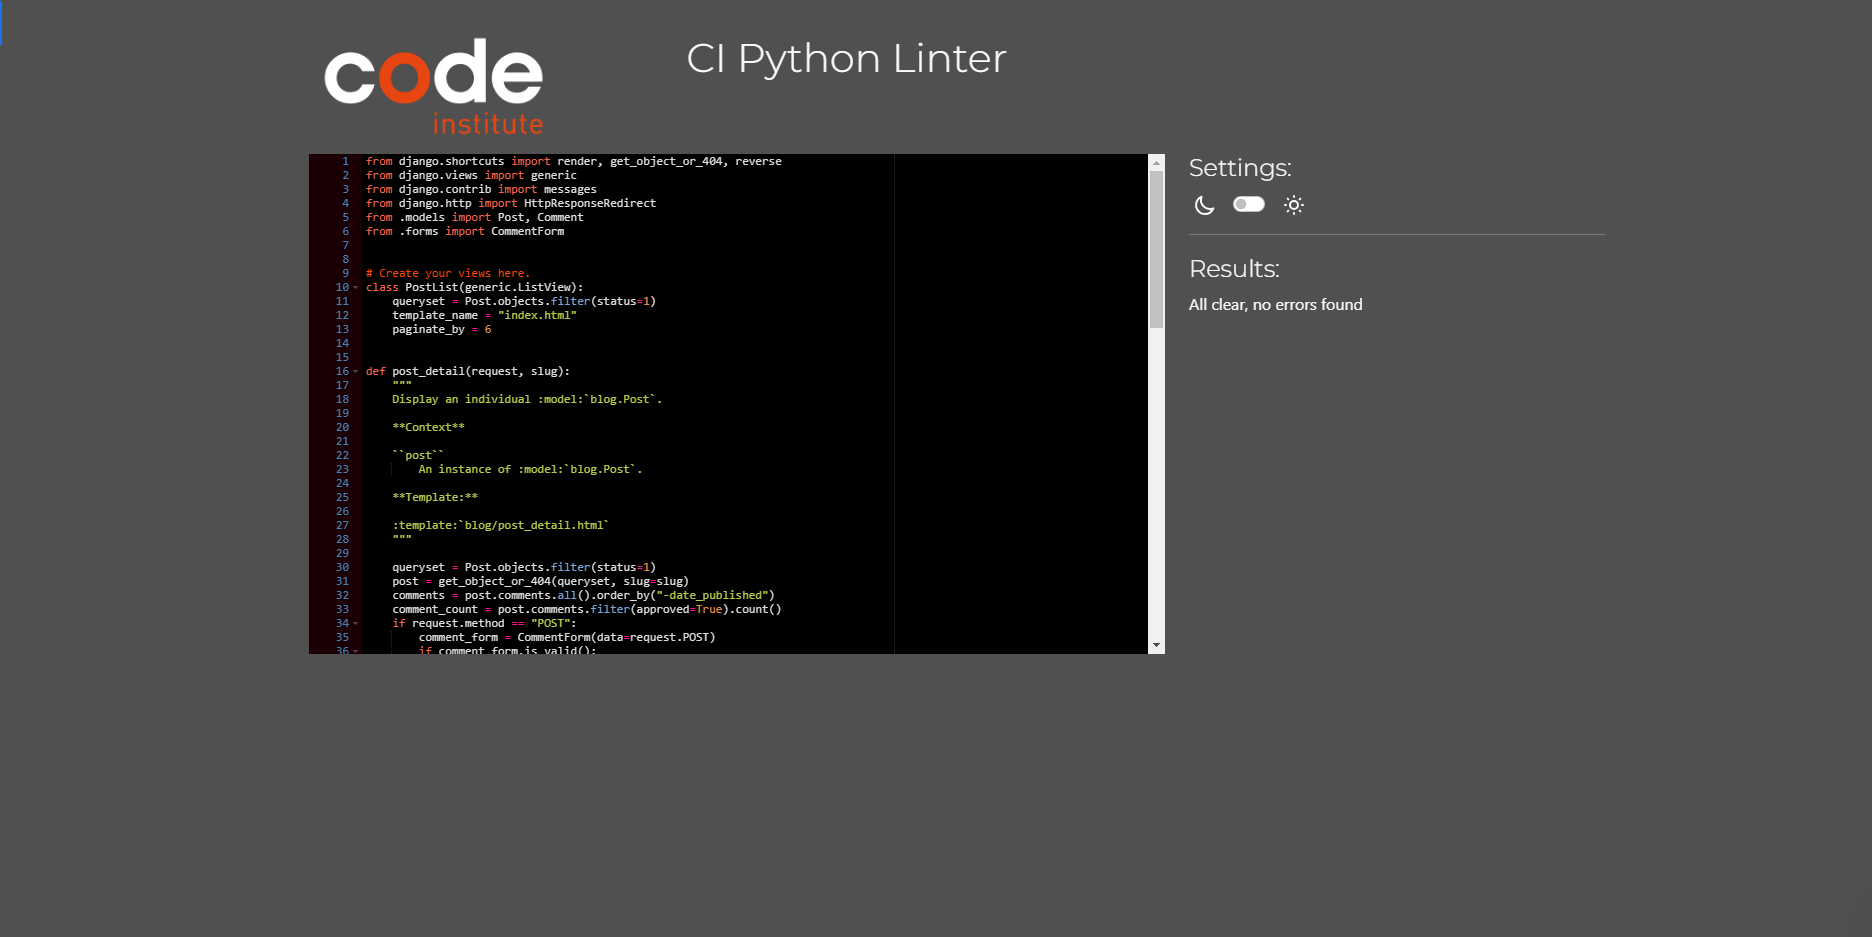 code
institute
CI Python Linter
1 from django.shortcuts import render, get_object_or_404, reverse
2 from django.views import generic
3 from django.contrib import messages
4 from django.http import HttpResponseRedirect
5 from .models import Post, Comment
6 from .forms import CommentForm
7
8
9 # Create your views here.
10 class PostList(generic.ListView):
11     queryset = Post.objects.filter(status=1)
12     template_name = "index.html"
13     paginate_by = 6
14
15
16 def post_detail(request, slug):
17     """
18     Display an individual :model:`blog.Post`.
19
20     **Context**
21
22     ``post``
23         An instance of :model:`blog.Post`.
24
25     **Template:**
26
27     :template:`blog/post_detail.html`
28     """
29
30     queryset = Post.objects.filter(status=1)
31     post = get_object_or_404(queryset, slug=slug)
32     comments = post.comments.all().order_by("-date_published")
33     comment_count = post.comments.filter(approved=True).count()
34     if request.method == "POST":
35         comment_form = CommentForm(data=request.POST)
36         if comment_form.is_valid():
Settings:
Results:
All clear, no errors found